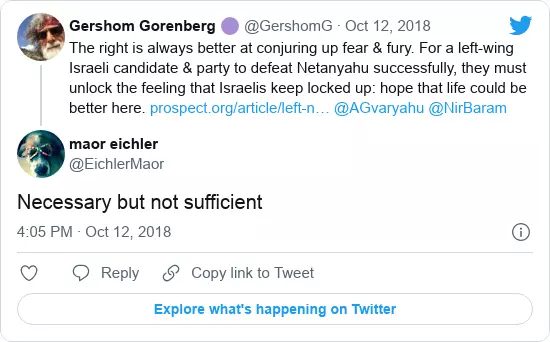 Gershom Gorenberg @GershomG · Oct 12, 2018
The right is always better at conjuring up fear & fury. For a left-wing
Israeli candidate & party to defeat Netanyahu successfully, they must
unlock the feeling that Israelis keep locked up: hope that life could be
better here. prospect.org/article/left-n… @AGvaryahu @NirBaram
maor eichler
@EichlerMaor
Necessary but not sufficient
4:05 PM · Oct 12, 2018
Reply Copy link to Tweet
Explore what's happening on Twitter